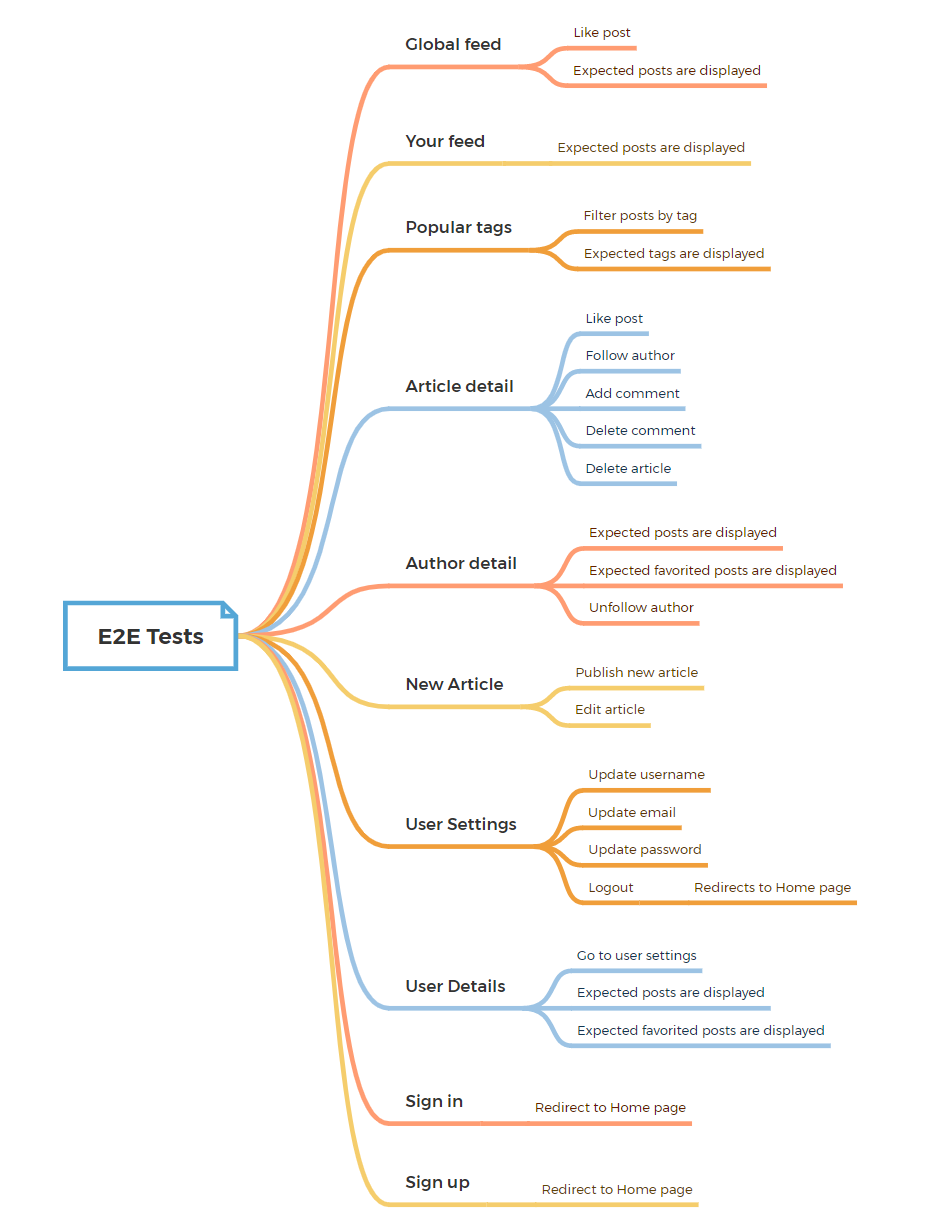 E2E Tests
Global feed
Like post
Expected posts are displayed
Your feed
Expected posts are displayed
Popular tags
Filter posts by tag
Expected tags are displayed
Article detail
Like post
Follow author
Add comment
Delete comment
Delete article
Author detail
Expected posts are displayed
Expected favorited posts are displayed
Unfollow author
New Article
Publish new article
Edit article
User Settings
Update username
Update email
Update password
Logout
Redirects to Home page
User Details
Go to user settings
Expected posts are displayed
Expected favorited posts are displayed
Sign in
Redirect to Home page
Sign up
Redirect to Home page